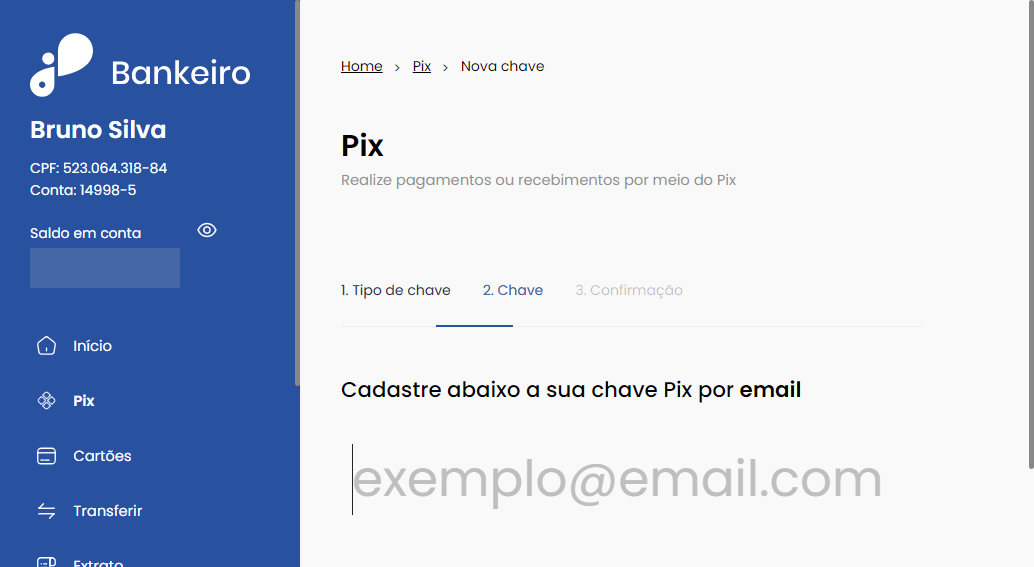 Bankeiro
Bruno Silva
CPF: 523.064.318-84
Conta: 14998-5
Saldo em conta
Início
Pix
Cartões
Transferir
Extrato
Home > Pix > Nova chave
Pix
Realize pagamentos ou recebimentos por meio do Pix
1. Tipo de chave 2. Chave 3. Confirmação
Cadastre abaixo a sua chave Pix por email
exemplo@email.com